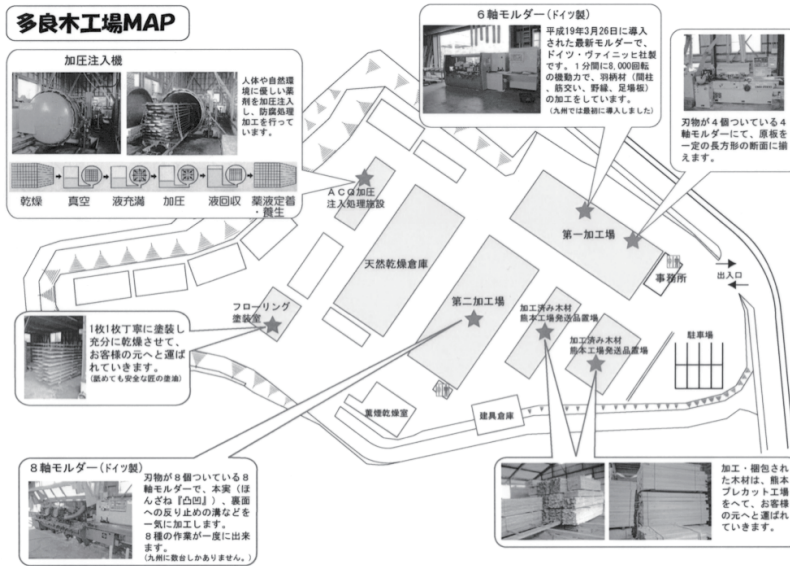 多良木工場MAP
加圧注入機
人体や自然環
境に優しい薬
剤を加圧注入
し、防腐処理
加工を行って
います。
乾燥
真空
液充満
加圧
液回収
薬液定着
・養生
6軸モルダー(ドイツ製)
平成19年3月26日に導入
された最新モルダーで、
ドイツ・ヴァイニッヒ社製
です。1分間に8,000回転
の機動力で、羽柄材(間柱
、筋交い、野縁、足場板)
の加工をしています。
(九州では最初に導入しました)
刃物が4個ついている4
軸モルダーにて、原板を
一定の長方形の断面に揃
えます。
ACQ加圧
注入処理施設
天然乾燥倉庫
第一加工場
事務所
出入口
第二加工場
フローリング
塗装室
加工済み木材
熊本工場発送品置場
加工済み木材
熊本工場発送品置場
駐車場
1枚1枚丁寧に塗装し
充分に乾燥させて、
お客様の元へと運ば
れていきます。
(舐めても安全な匠の塗油)
燻煙乾燥室
建具倉庫
8軸モルダー(ドイツ製)
刃物が8個ついている8
軸モルダーで、本実(ほ
んざね『凸凹』)、裏面
への反り止めの溝などを
一気に加工します。
8種の作業が一度に出来
ます。
(九州に数台しかありません。)
加工・梱包され
た木材は、熊本
プレカット工場
をへて、お客様
の元へと運ばれ
ていきます。